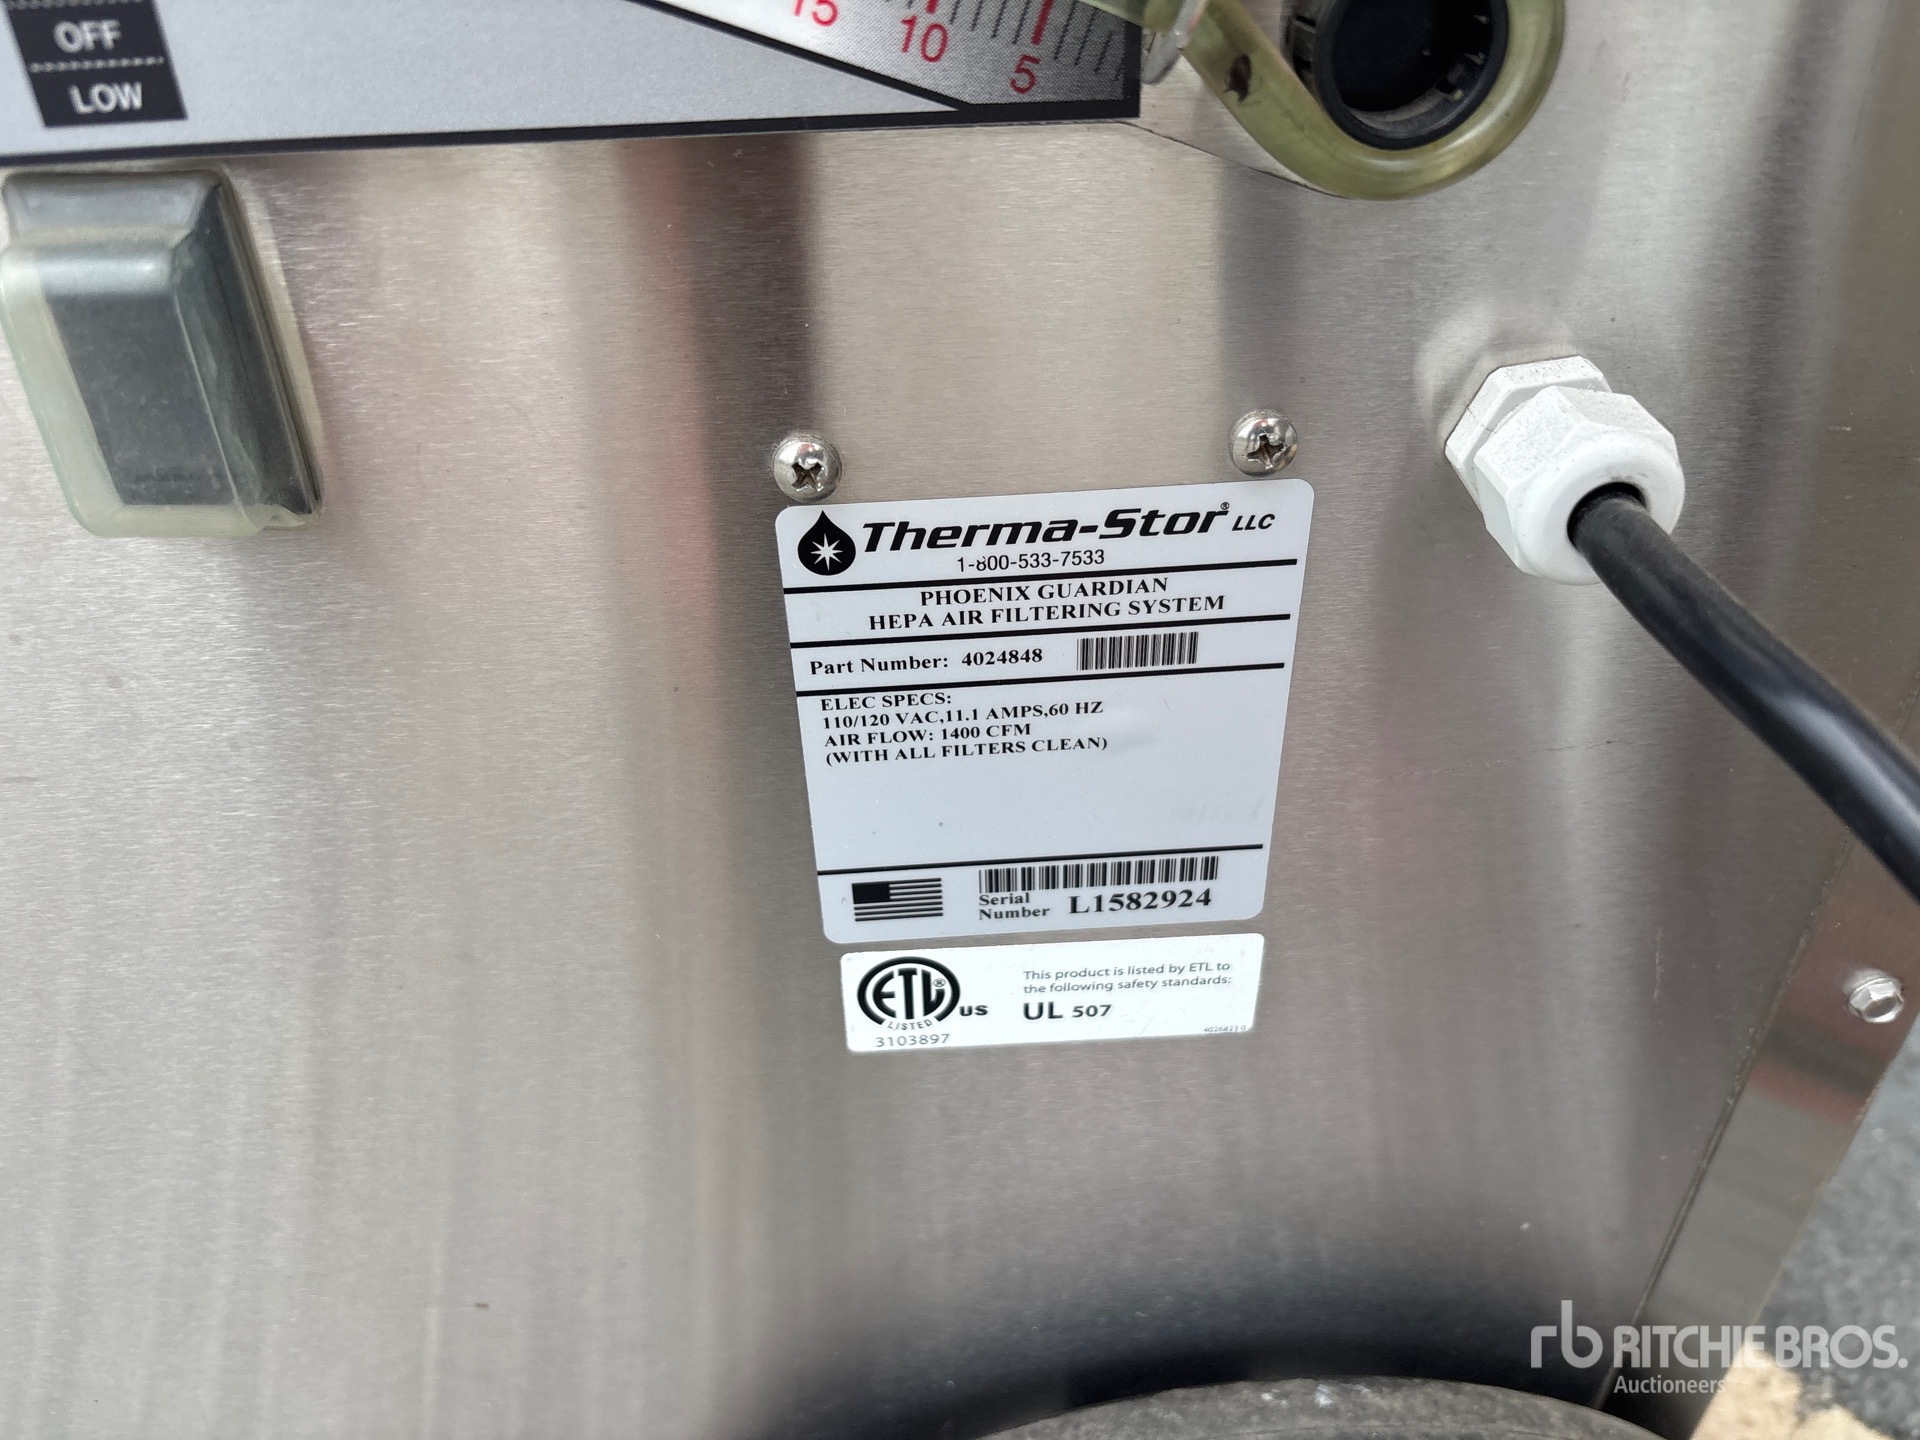 OFF
LOW
15
10
5
Therma-Stor® LLC
1-800-533-7533
PHOENIX GUARDIAN
HEPA AIR FILTERING SYSTEM
Part Number: 4024848
ELEC SPECS:
110/120 VAC,11.1 AMPS,60 HZ
AIR FLOW: 1400 CFM
(WITH ALL FILTERS CLEAN)
Serial
Number L1582924
ETL® US
LISTED
3103897
This product is listed by ETL to
the following safety standards:
UL 507
rb RITCHIE BROS.
Auctioneers